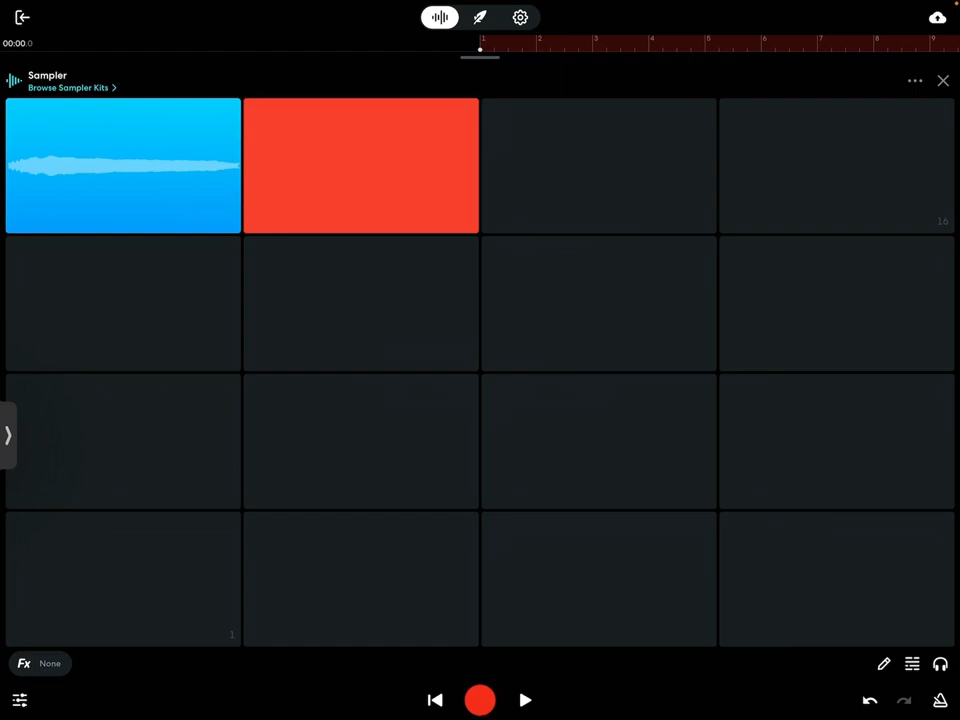 00:00.0
1 2 3 4 5 6 7 8 9
Sampler
Browse Sampler Kits
16
1
Fx None